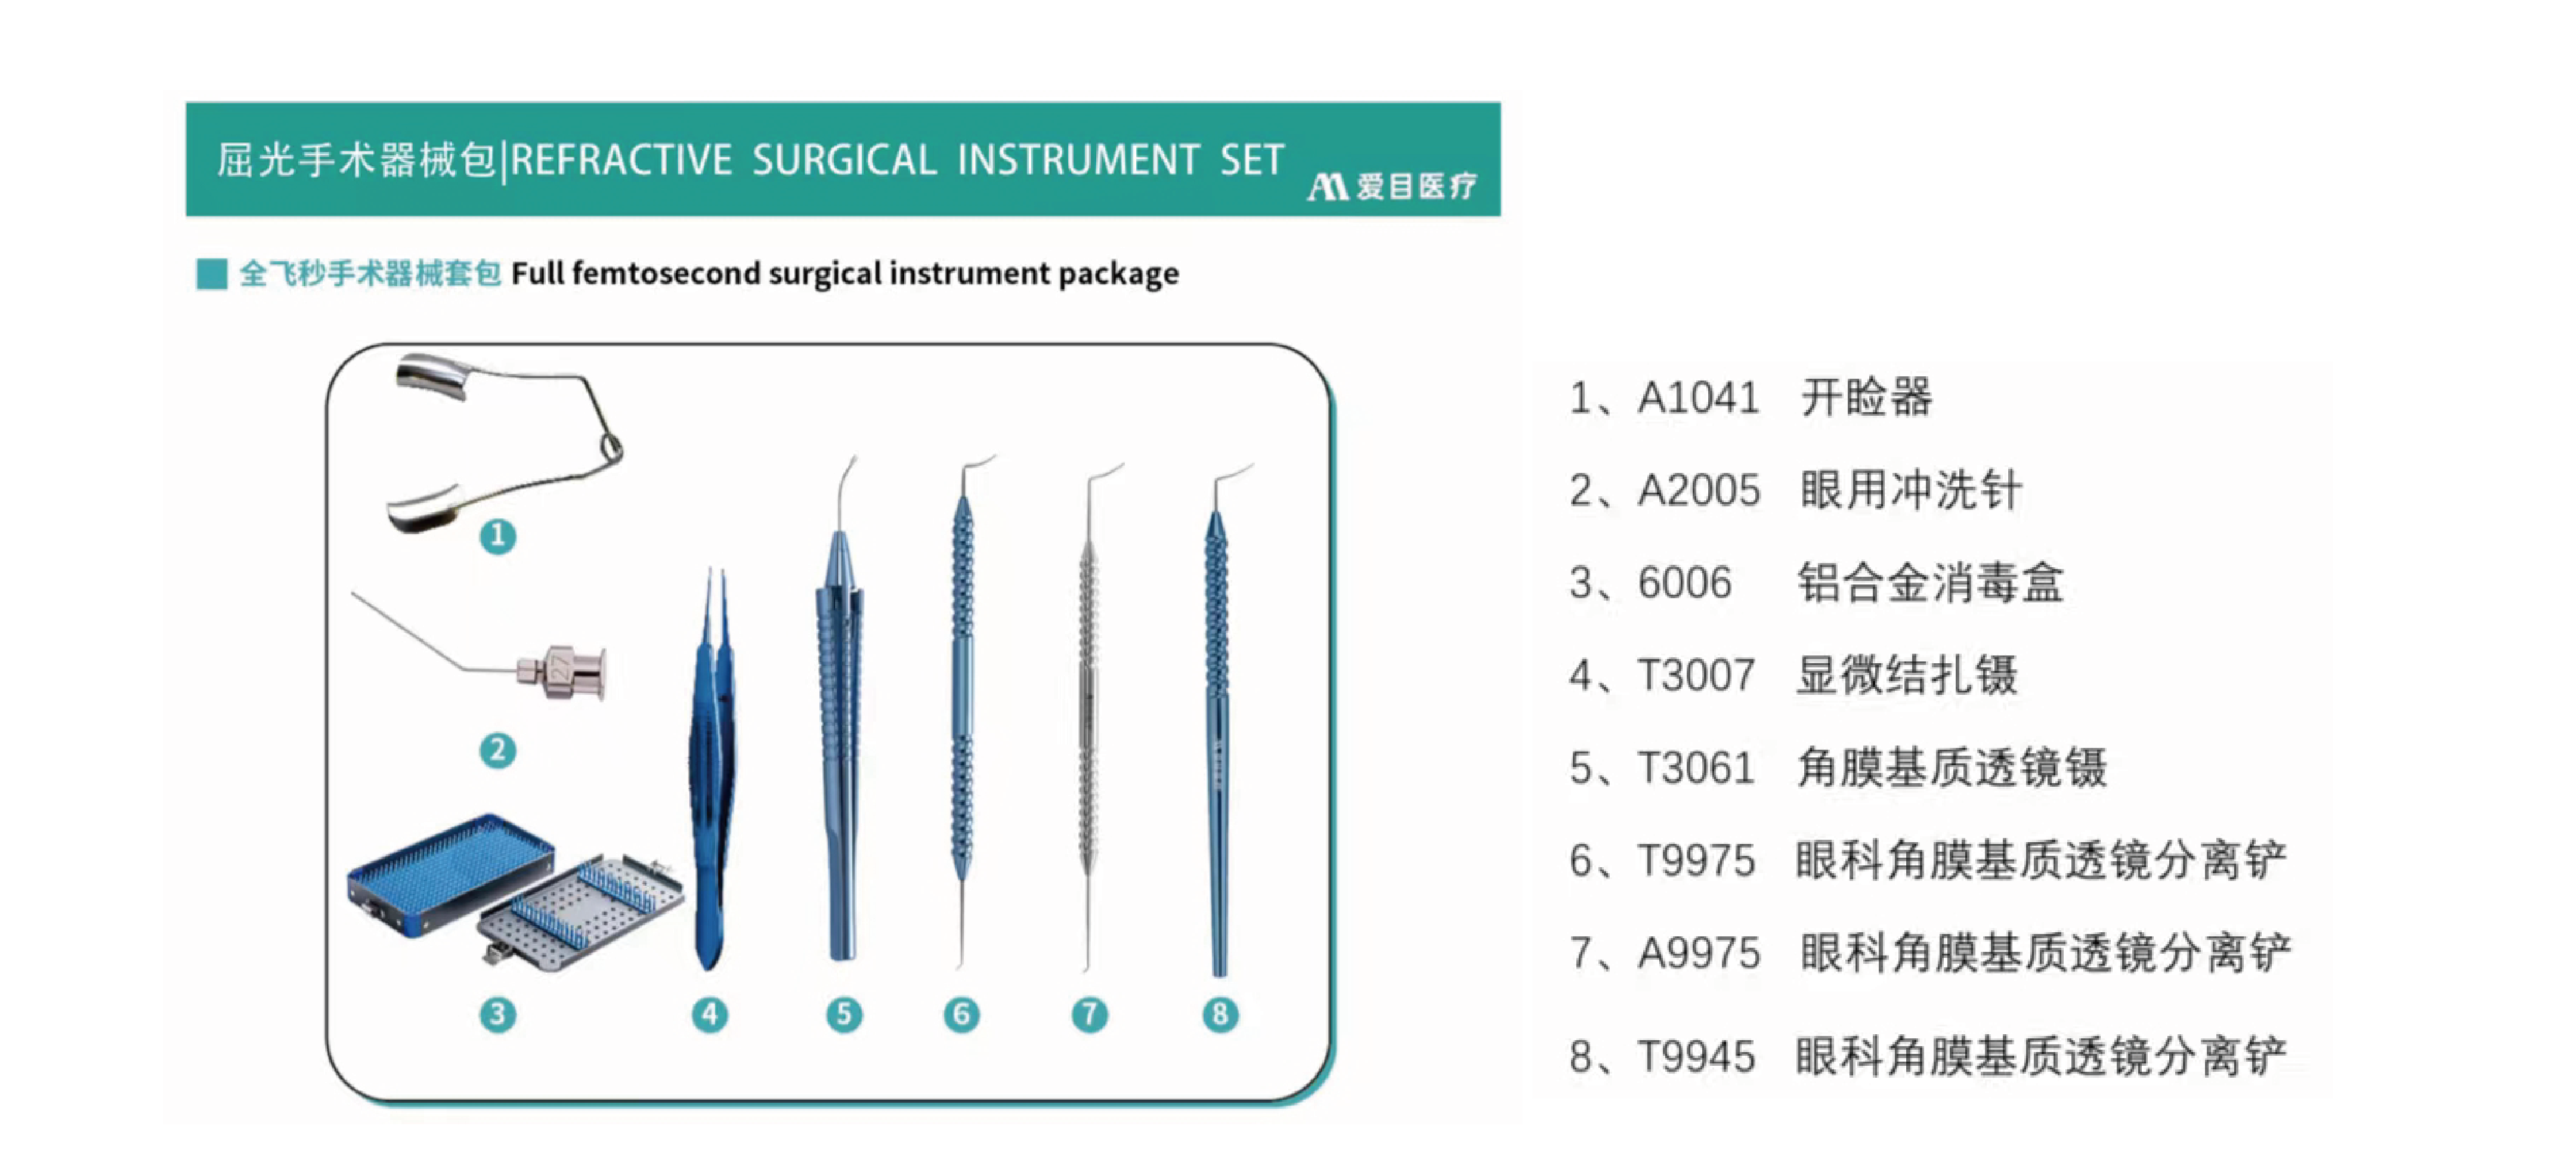 屈光手术器械包|REFRACTIVE SURGICAL INSTRUMENT SET
爱目医疗
全飞秒手术器械套包 Full femtosecond surgical instrument package
1
27
2
3
4
5
6
7
8
1、A1041 开睑器
2、A2005 眼用冲洗针
3、6006 铝合金消毒盒
4、T3007 显微结扎镊
5、T3061 角膜基质透镜镊
6、T9975 眼科角膜基质透镜分离铲
7、A9975 眼科角膜基质透镜分离铲
8、T9945 眼科角膜基质透镜分离铲